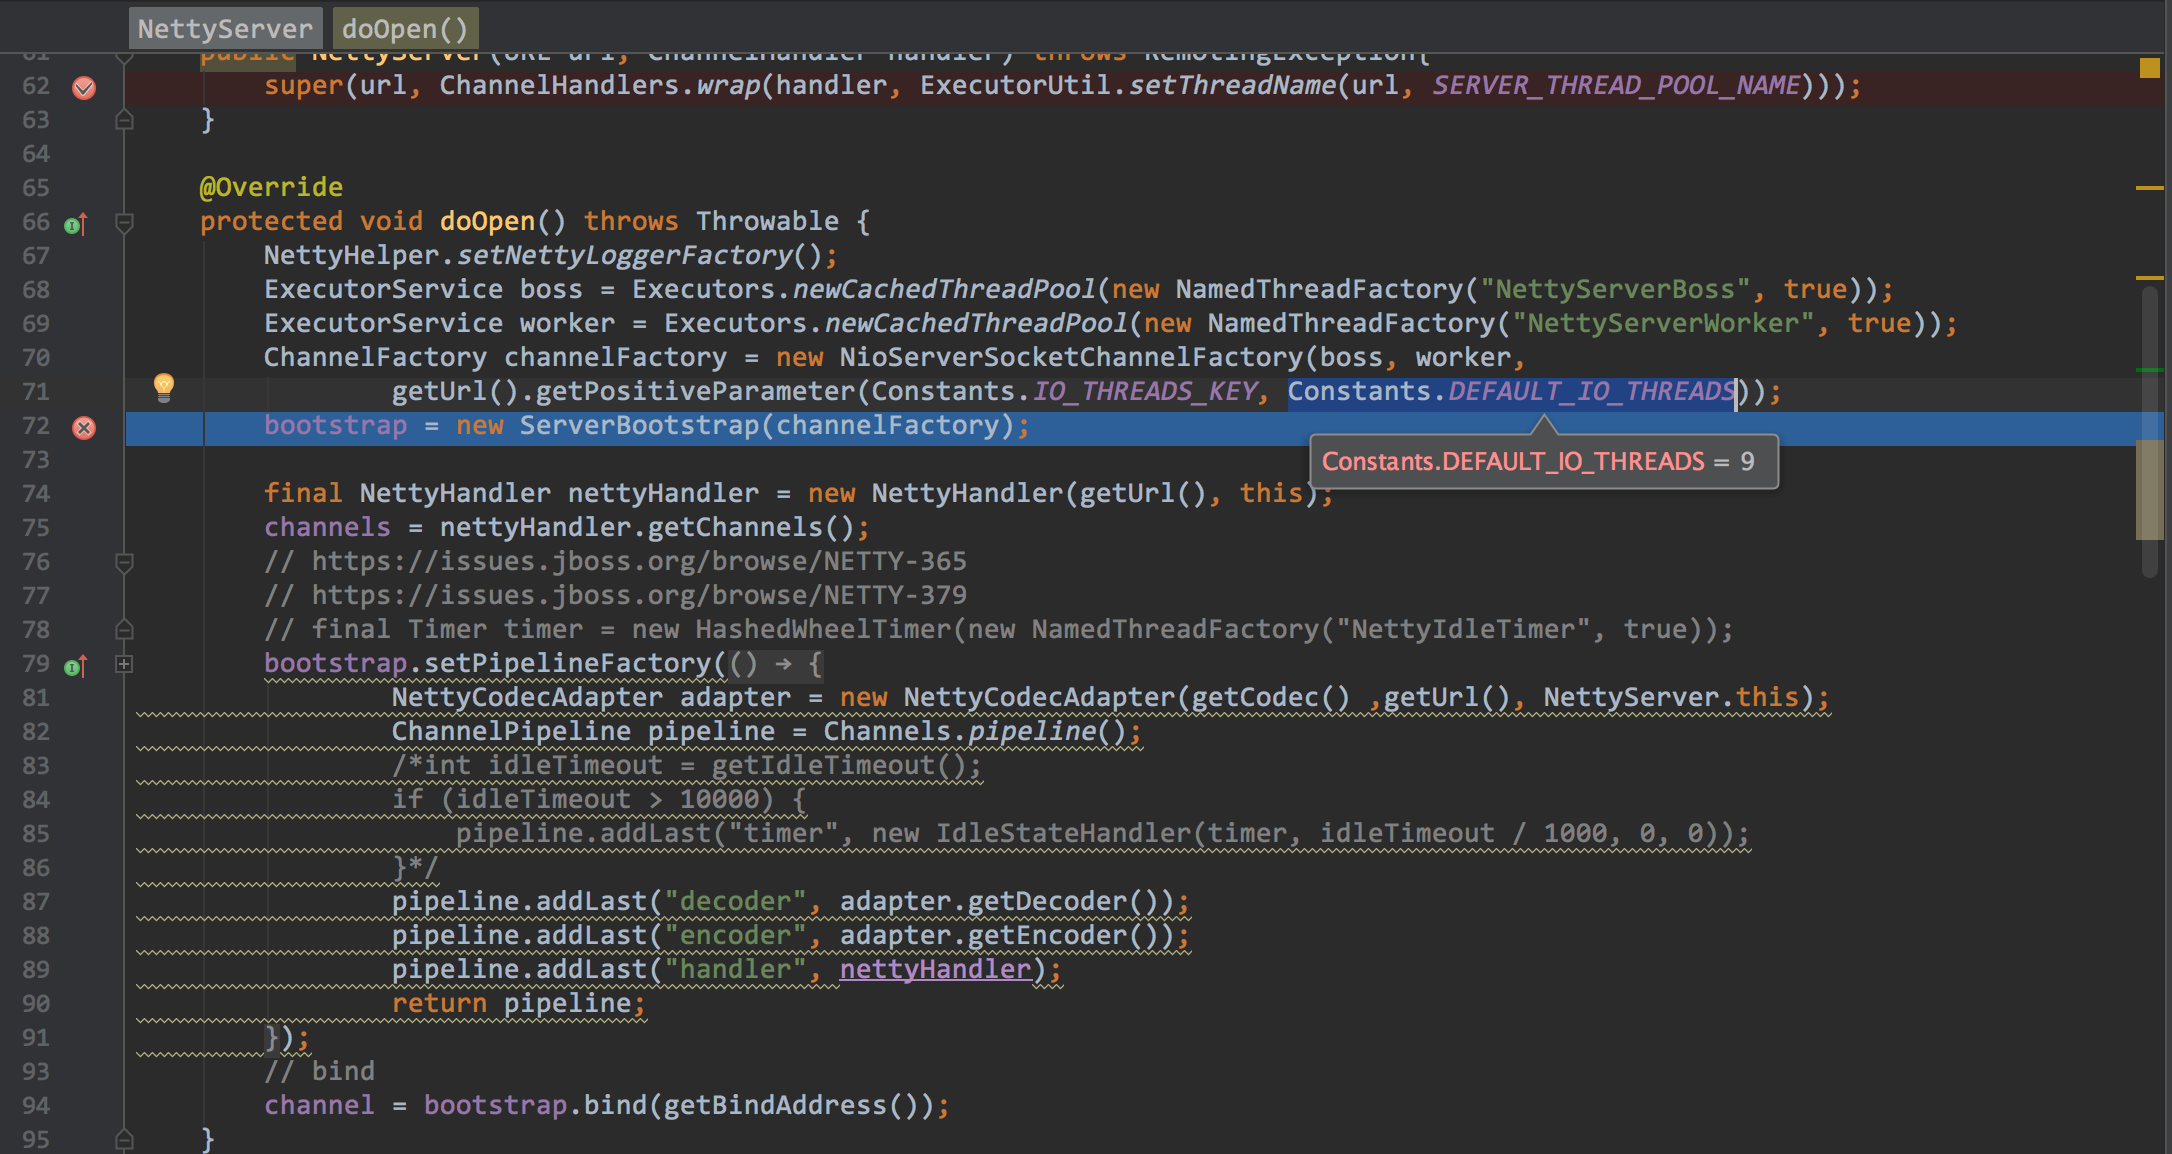 NettyServer doOpen()
61 public NettyServer(URL url, ChannelHandler handler) throws RemotingException{
62 super(url, ChannelHandlers.wrap(handler, ExecutorUtil.setThreadName(url, SERVER_THREAD_POOL_NAME)));
63 }
64
65 @Override
66 protected void doOpen() throws Throwable {
67 NettyHelper.setNettyLoggerFactory();
68 ExecutorService boss = Executors.newCachedThreadPool(new NamedThreadFactory("NettyServerBoss", true));
69 ExecutorService worker = Executors.newCachedThreadPool(new NamedThreadFactory("NettyServerWorker", true));
70 ChannelFactory channelFactory = new NioServerSocketChannelFactory(boss, worker,
71 getUrl().getPositiveParameter(Constants.IO_THREADS_KEY, Constants.DEFAULT_IO_THREADS));
72 bootstrap = new ServerBootstrap(channelFactory);
73
Constants.DEFAULT_IO_THREADS = 9
74 final NettyHandler nettyHandler = new NettyHandler(getUrl(), this);
75 channels = nettyHandler.getChannels();
76 // https://issues.jboss.org/browse/NETTY-365
77 // https://issues.jboss.org/browse/NETTY-379
78 // final Timer timer = new HashedWheelTimer(new NamedThreadFactory("NettyIdleTimer", true));
79 bootstrap.setPipelineFactory(() → {
81 NettyCodecAdapter adapter = new NettyCodecAdapter(getCodec() ,getUrl(), NettyServer.this);
82 ChannelPipeline pipeline = Channels.pipeline();
83 /*int idleTimeout = getIdleTimeout();
84 if (idleTimeout > 10000) {
85 pipeline.addLast("timer", new IdleStateHandler(timer, idleTimeout / 1000, 0, 0));
86 }*/
87 pipeline.addLast("decoder", adapter.getDecoder());
88 pipeline.addLast("encoder", adapter.getEncoder());
89 pipeline.addLast("handler", nettyHandler);
90 return pipeline;
91 });
93 // bind
94 channel = bootstrap.bind(getBindAddress());
95 }